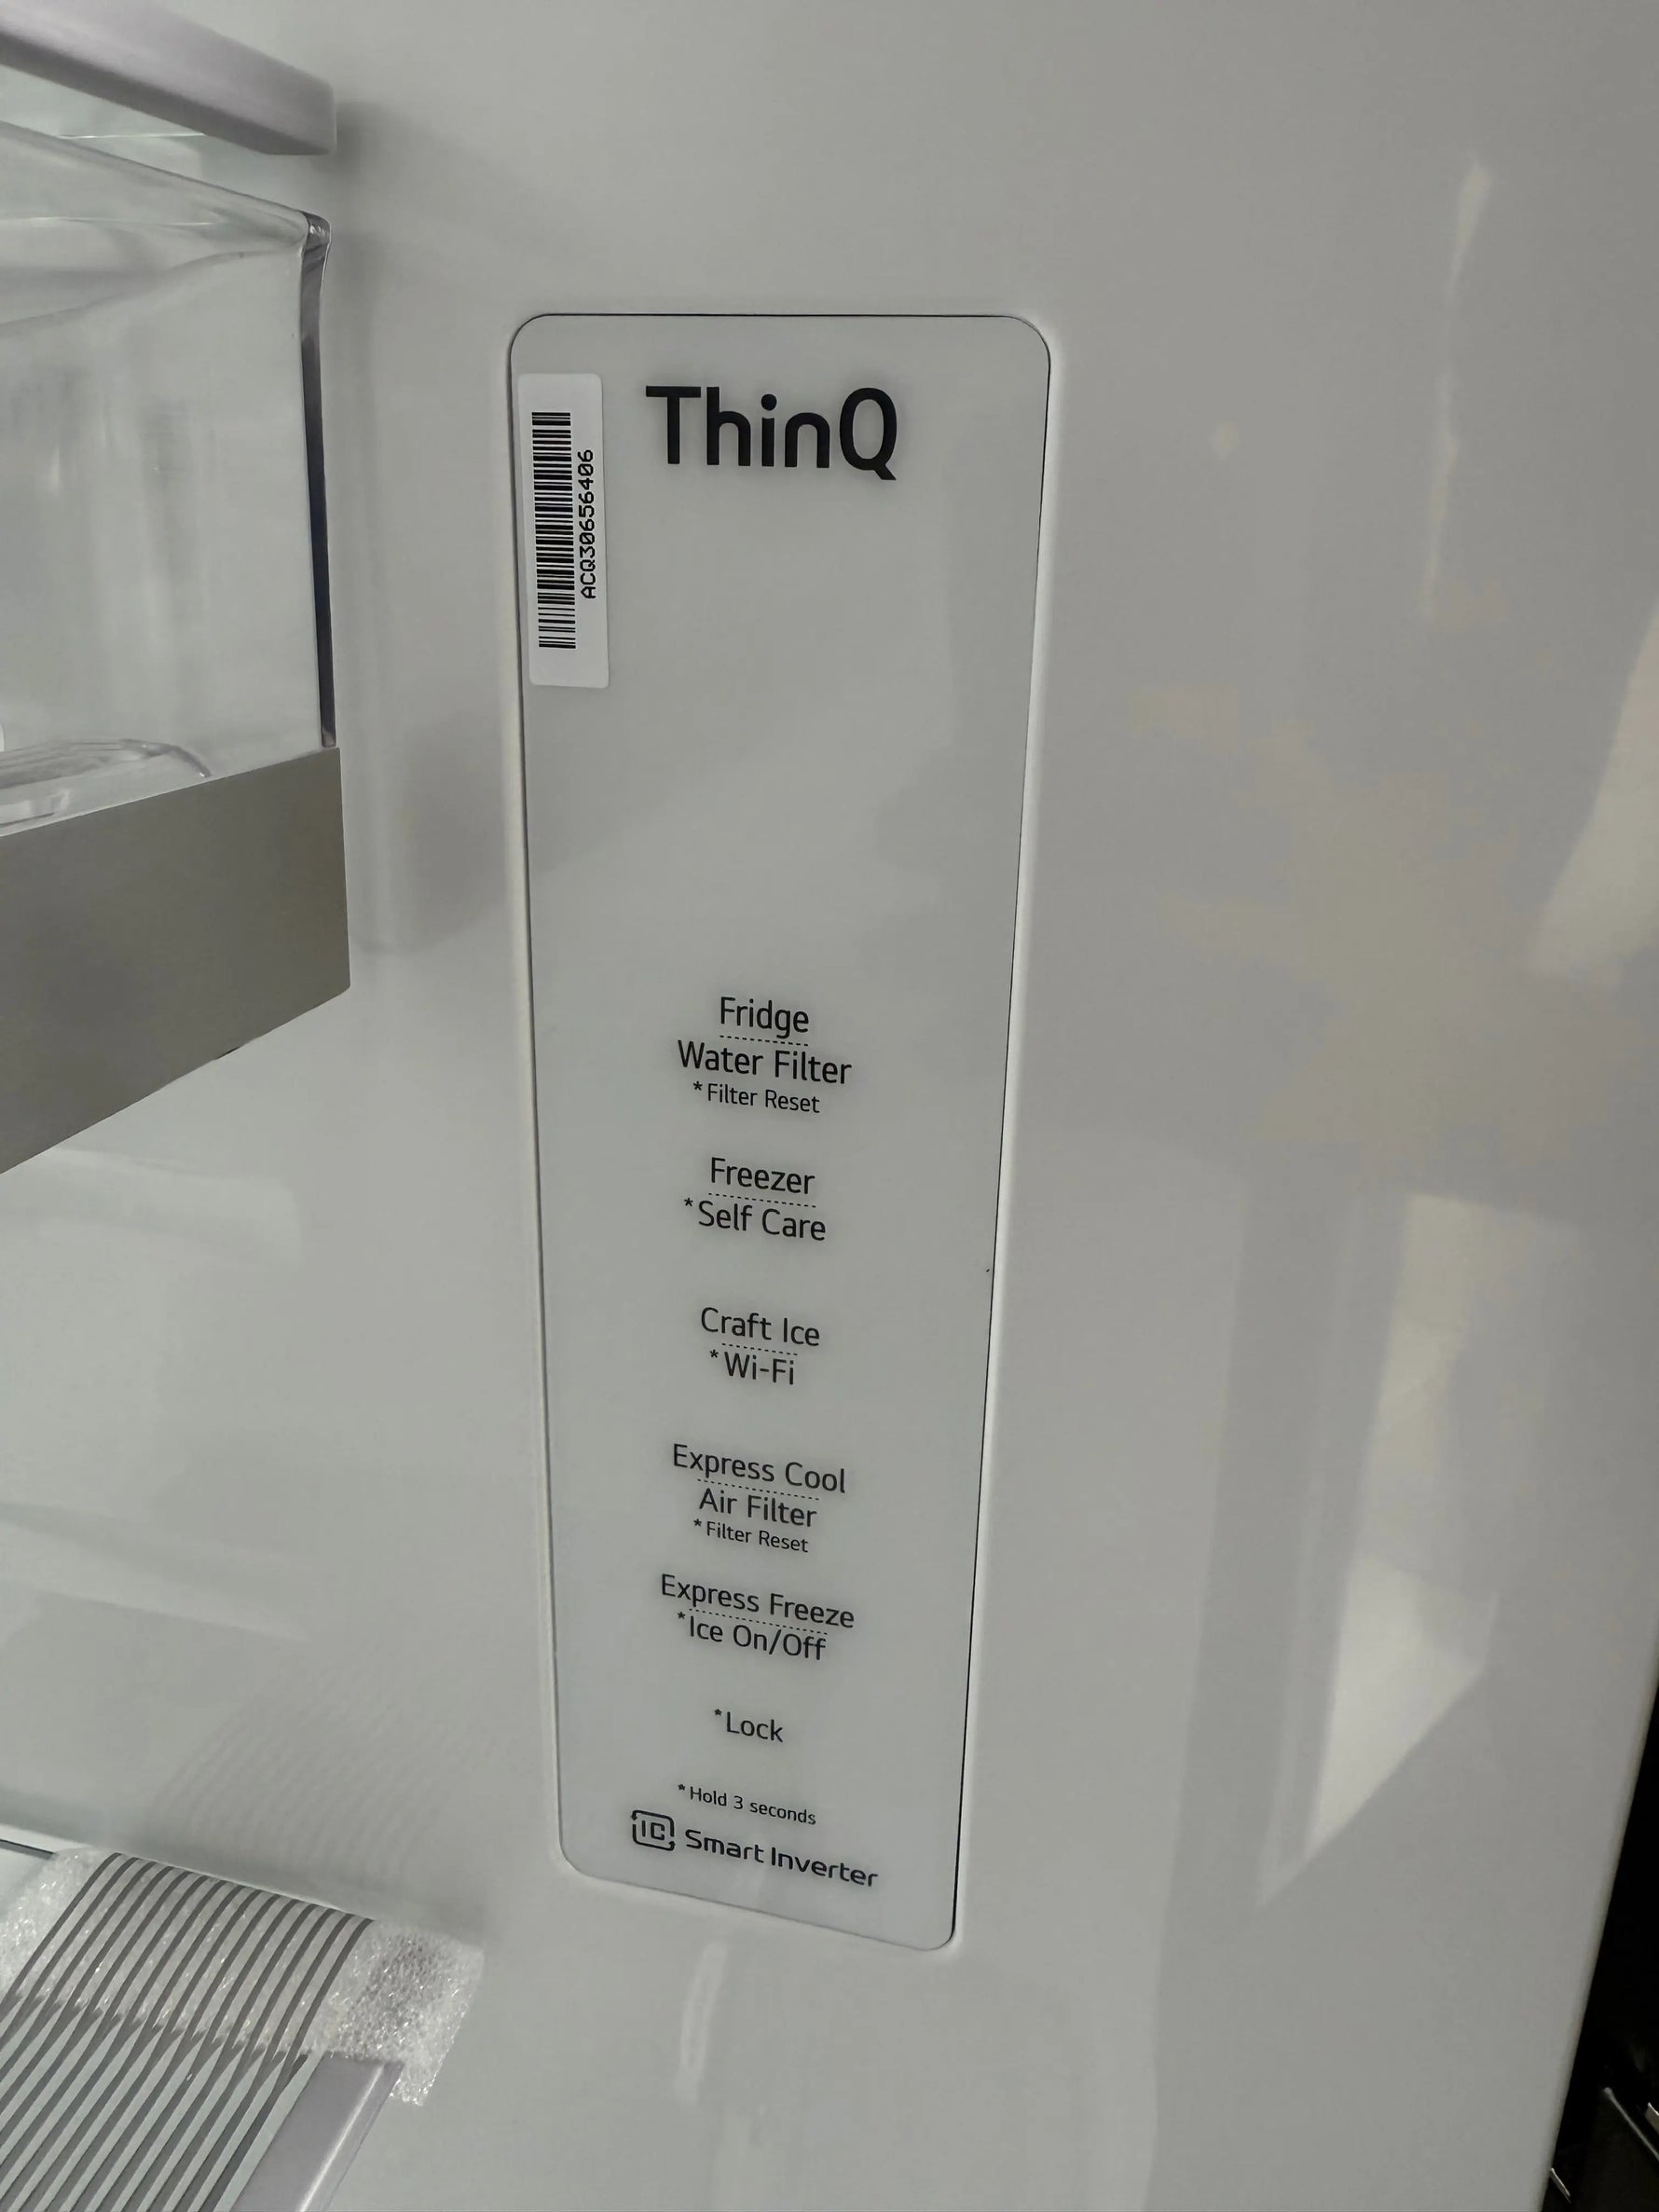 ThinQ
ACQ30656406
Fridge
Water Filter
*Filter Reset
Freezer
*Self Care
Craft Ice
*Wi-Fi
Express Cool
Air Filter
*Filter Reset
Express Freeze
*Ice On/Off
*Lock
*Hold 3 seconds
Smart Inverter